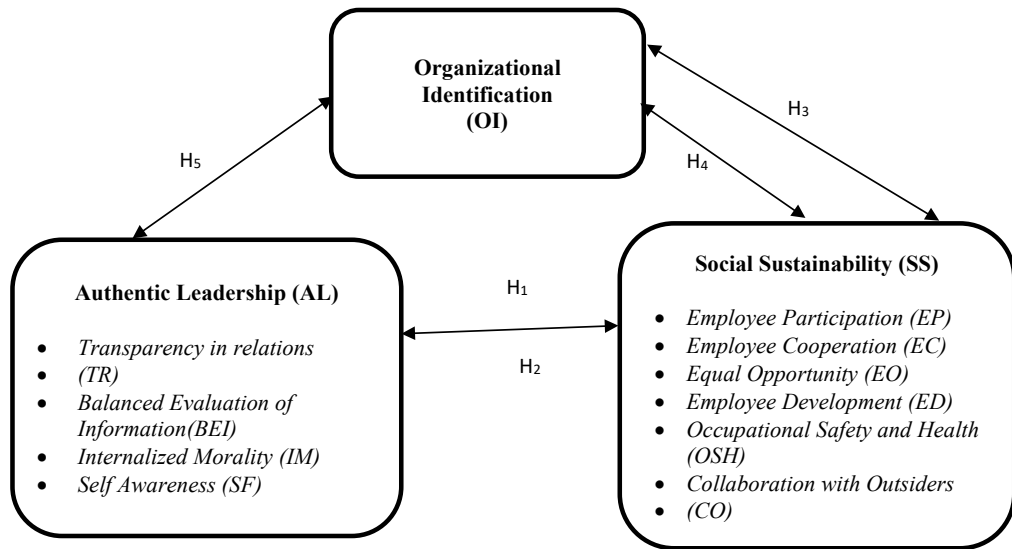 Organizational
Identification
(OI)
H₃
H₅
H₄
Authentic Leadership (AL)
• Transparency in relations
• (TR)
• Balanced Evaluation of
Information(BEI)
• Internalized Morality (IM)
• Self Awareness (SF)
H₁
H₂
Social Sustainability (SS)
• Employee Participation (EP)
• Employee Cooperation (EC)
• Equal Opportunity (EO)
• Employee Development (ED)
• Occupational Safety and Health
(OSH)
• Collaboration with Outsiders
• (CO)